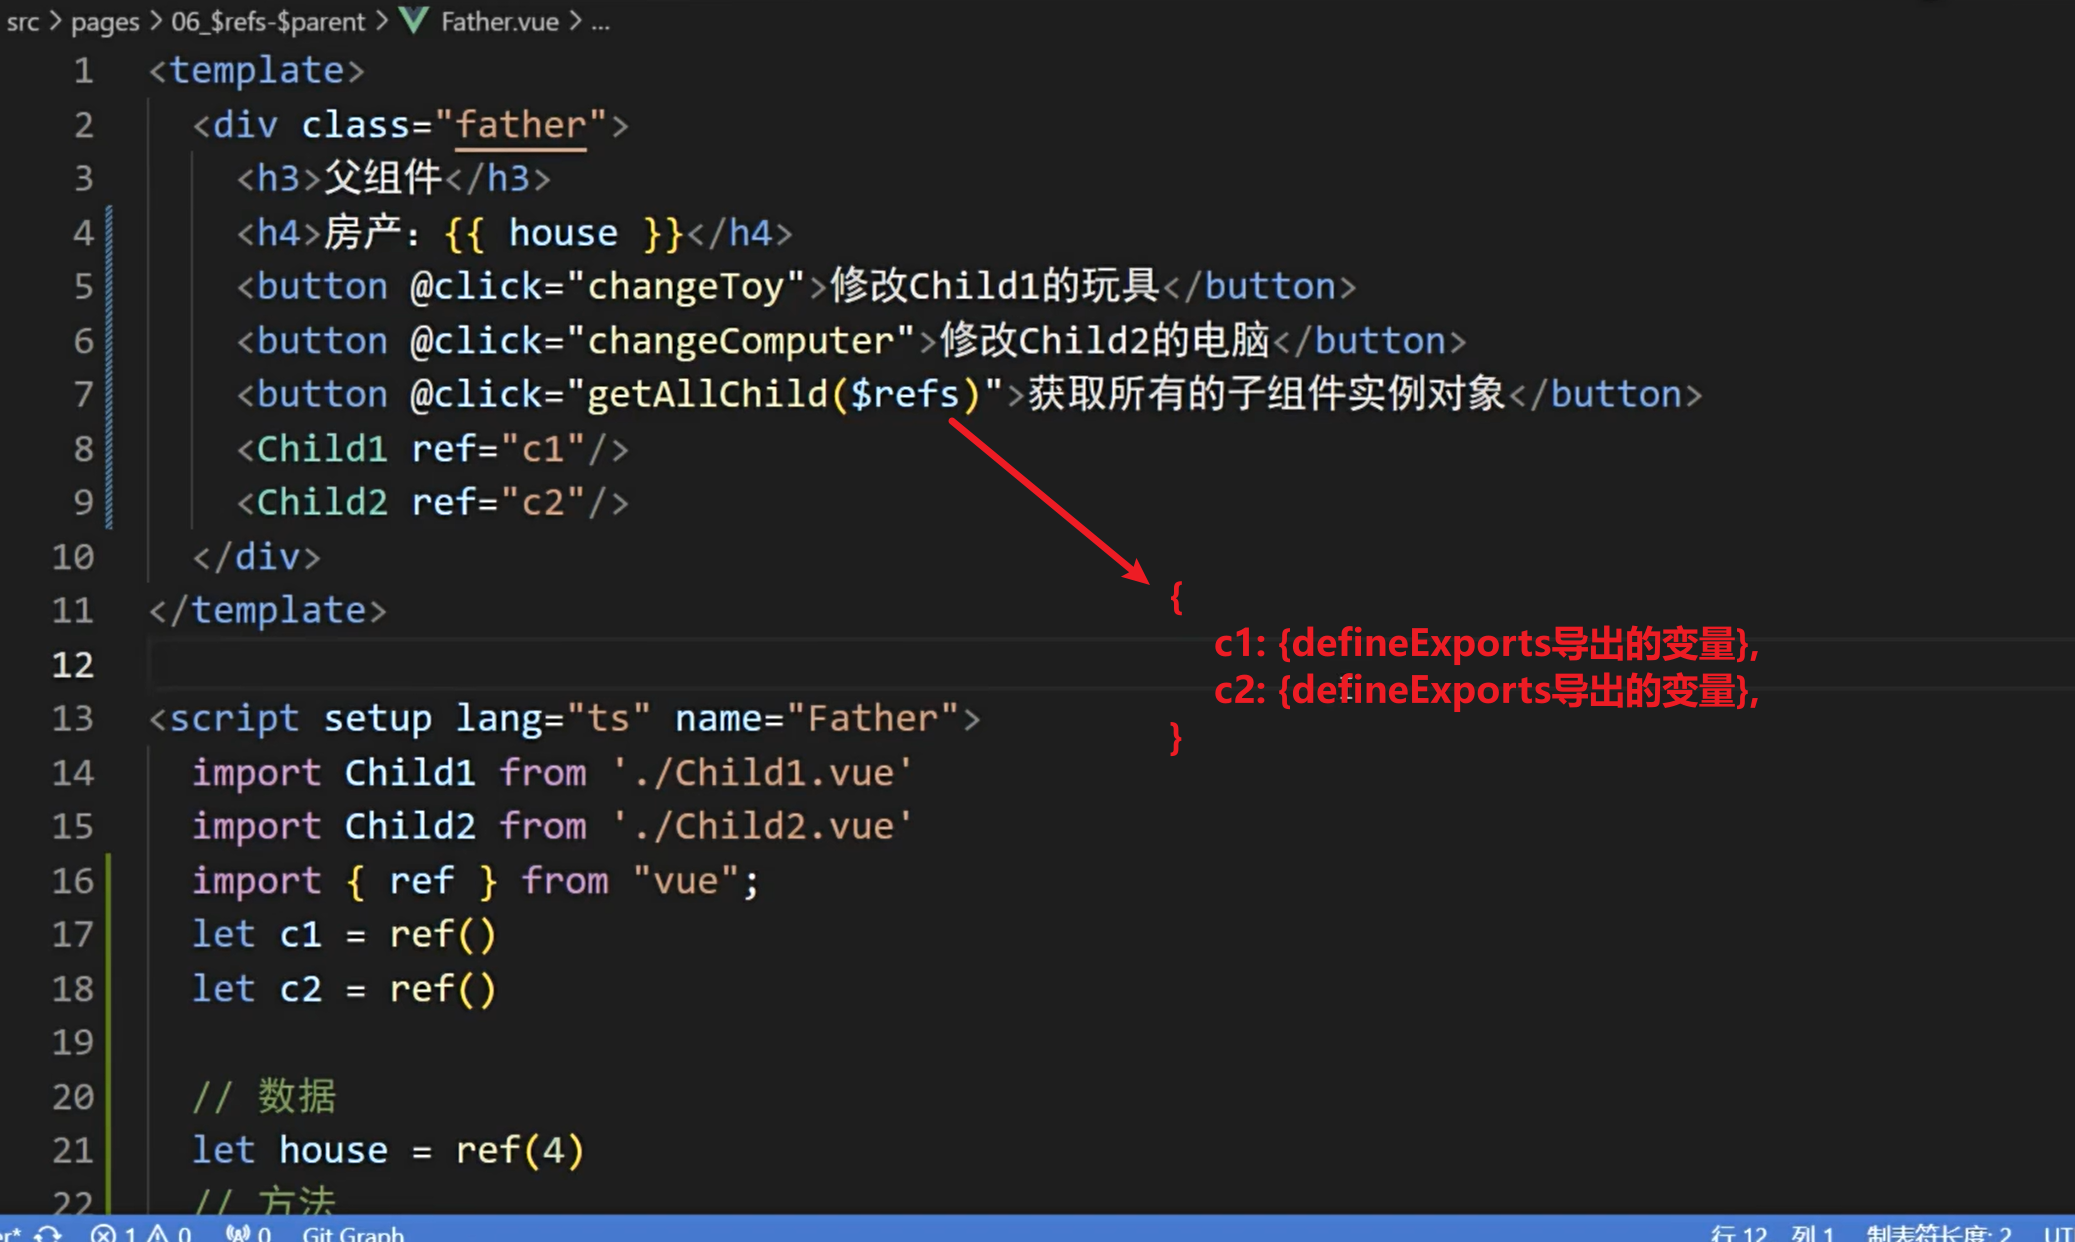 src > pages > 06_$refs-$parent > Father.vue > ...
1 <template>
2 <div class="father">
3 <h3>父组件</h3>
4 <h4>房产：{{ house }}</h4>
5 <button @click="changeToy">修改Child1的玩具</button>
6 <button @click="changeComputer">修改Child2的电脑</button>
7 <button @click="getAllChild($refs)">获取所有的子组件实例对象</button>
8 <Child1 ref="c1"/>
9 <Child2 ref="c2"/>
10 </div>
{
11 </template>
c1: {defineExports导出的变量},
12
c2: {defineExports导出的变量},
13 <script setup lang="ts" name="Father">
}
14 import Child1 from './Child1.vue'
15 import Child2 from './Child2.vue'
16 import { ref } from "vue";
17 let c1 = ref()
18 let c2 = ref()
19
20 // 数据
21 let house = ref(4)
22 // 方法
er* 1 0 0 Git Graph 行 12, 列 1 制表符长度: 2 UT